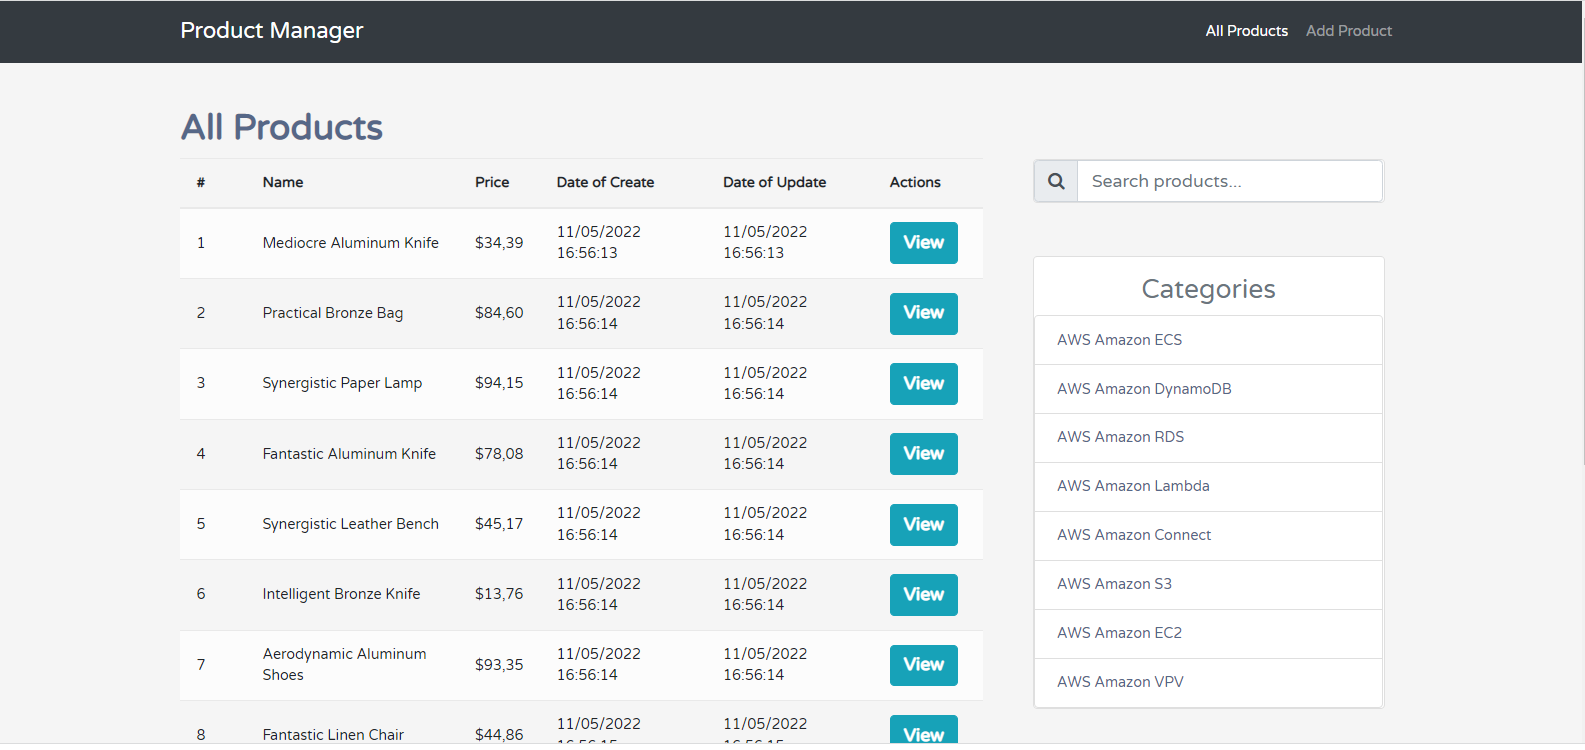 Product Manager
All Products
Add Product
All Products
# Name Price Date of Create Date of Update Actions
1 Mediocre Aluminum Knife $34,39 11/05/2022 16:56:13 11/05/2022 16:56:13 View
2 Practical Bronze Bag $84,60 11/05/2022 16:56:14 11/05/2022 16:56:14 View
3 Synergistic Paper Lamp $94,15 11/05/2022 16:56:14 11/05/2022 16:56:14 View
4 Fantastic Aluminum Knife $78,08 11/05/2022 16:56:14 11/05/2022 16:56:14 View
5 Synergistic Leather Bench $45,17 11/05/2022 16:56:14 11/05/2022 16:56:14 View
6 Intelligent Bronze Knife $13,76 11/05/2022 16:56:14 11/05/2022 16:56:14 View
7 Aerodynamic Aluminum Shoes $93,35 11/05/2022 16:56:14 11/05/2022 16:56:14 View
8 Fantastic Linen Chair $44,86 11/05/2022 11/05/2022 View
Search products...
Categories
AWS Amazon ECS
AWS Amazon DynamoDB
AWS Amazon RDS
AWS Amazon Lambda
AWS Amazon Connect
AWS Amazon S3
AWS Amazon EC2
AWS Amazon VPV